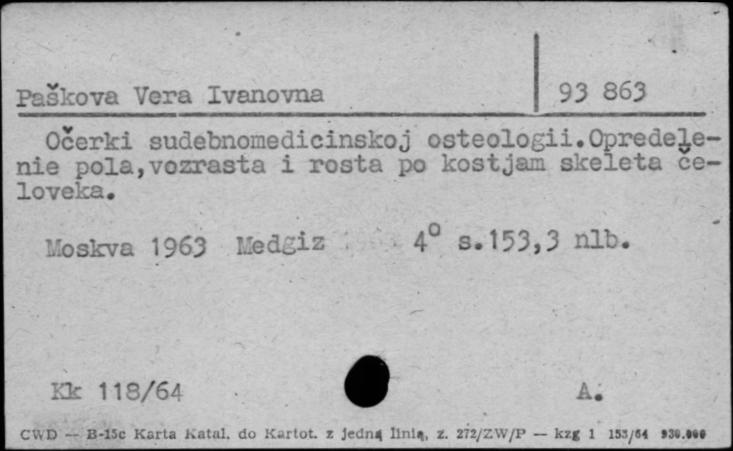 Paškova Vera Ivanovna 93 863
Očerki sudebnomedicinskoj osteologii.Opredele-
nie pola,vozrasta i rosta po kostjam skeleta če-
loveka.
Moskva 1963 Medgiz 4° s.153,3 nlb.
Kk 118/64 A.
CWD — B-15c Karta Katal. do Kartot. z jedną linią, z. 272/ZW/P — kzg 1 153/64 930.000